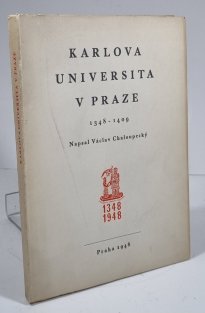 KARLOVA
UNIVERSITA
V PRAZE
1348-1409
Napsal Václav Chaloupecký
1348
1948
Praha 1948